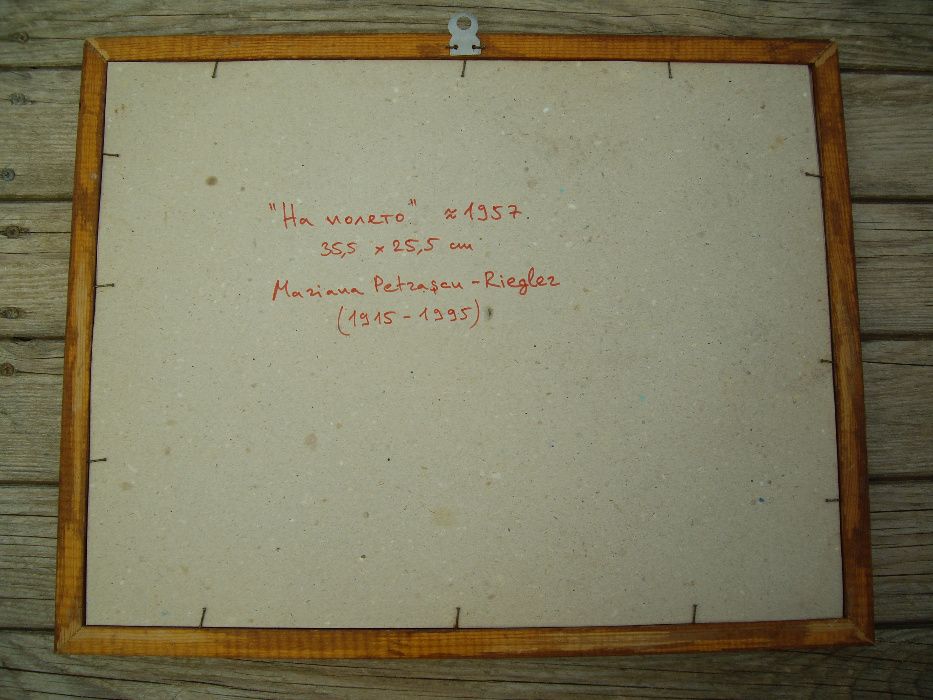 "На полето" ≈ 1957.
35,5 x 25,5 cm
Mariana Petrașcu - Riegler
(1915 - 1995)